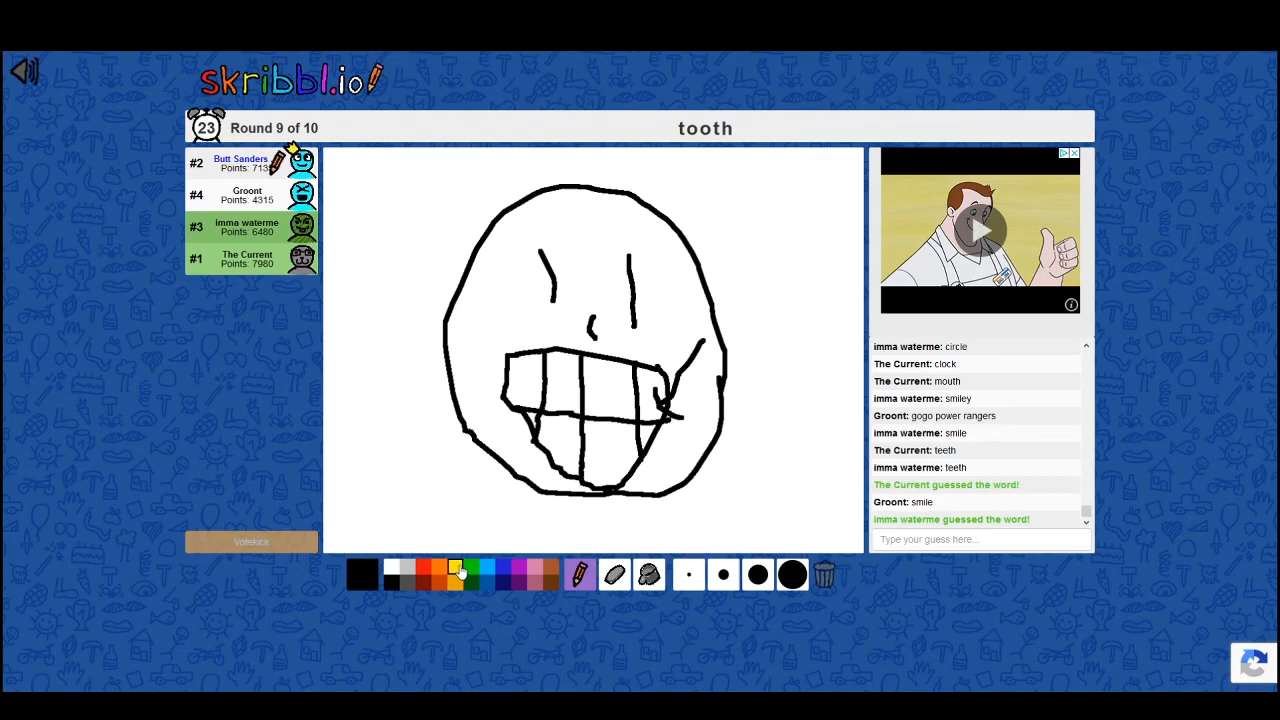 skribbl.io
23
Round 9 of 10
tooth
#2
Butt Sanders
Points: 7135
#4
Groont
Points: 4315
#3
imma waterme
Points: 6480
#1
The Current
Points: 7980
Votekick
imma waterme: circle
The Current: clock
The Current: mouth
imma waterme: smiley
Groont: gogo power rangers
imma waterme: smile
The Current: teeth
imma waterme: teeth
The Current guessed the word!
Groont: smile
imma waterme guessed the word!
Type your guess here...